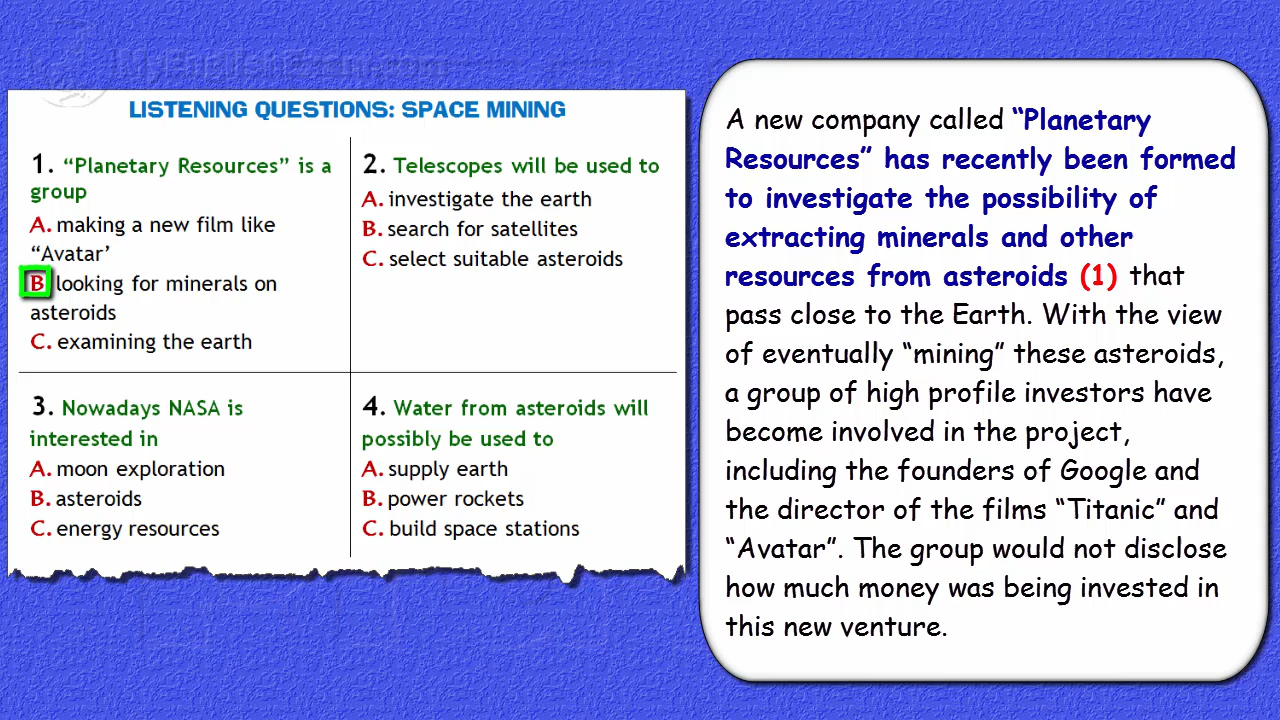 MyEnglishExam.com
LISTENING QUESTIONS: SPACE MINING
1. “Planetary Resources” is a
group
A. making a new film like
“Avatar’
B looking for minerals on
asteroids
C. examining the earth
2. Telescopes will be used to
A. investigate the earth
B. search for satellites
C. select suitable asteroids
3. Nowadays NASA is
interested in
A. moon exploration
B. asteroids
C. energy resources
4. Water from asteroids will
possibly be used to
A. supply earth
B. power rockets
C. build space stations
A new company called “Planetary
Resources” has recently been formed
to investigate the possibility of
extracting minerals and other
resources from asteroids (1) that
pass close to the Earth. With the view
of eventually “mining” these asteroids,
a group of high profile investors have
become involved in the project,
including the founders of Google and
the director of the films “Titanic” and
“Avatar”. The group would not disclose
how much money was being invested in
this new venture.